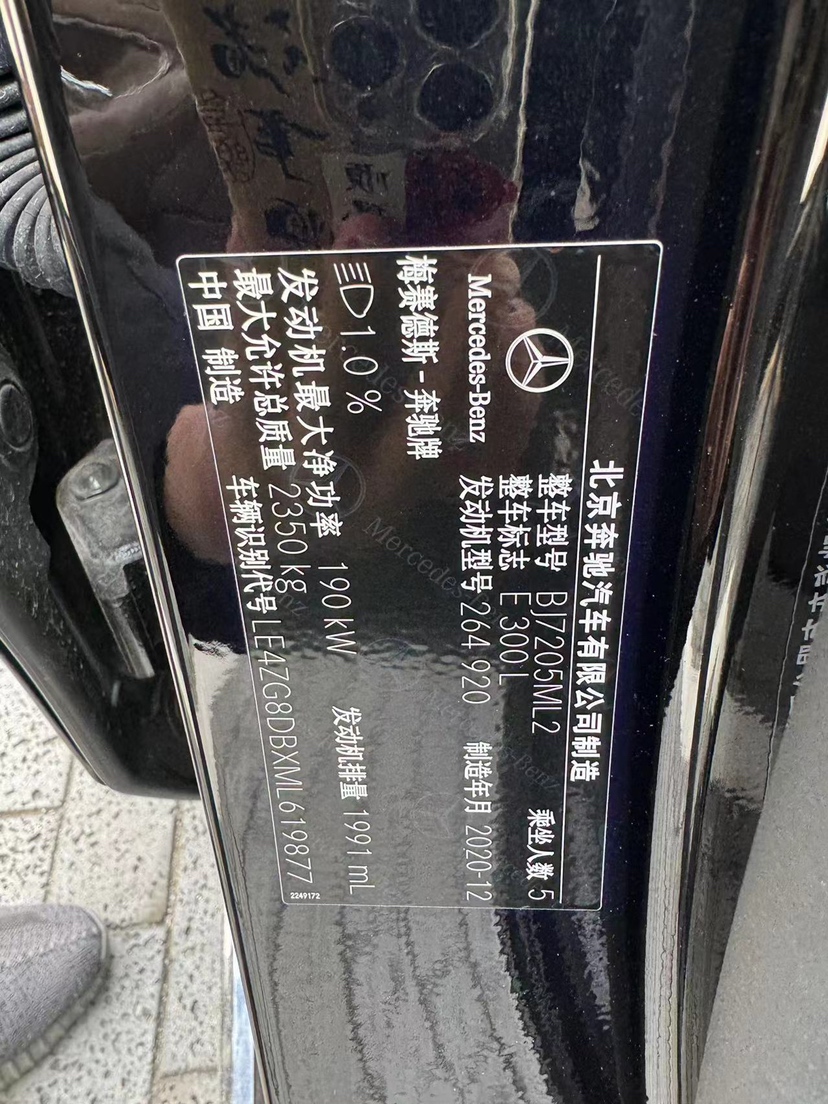 北京奔驰汽车有限公司制造
Mercedes-Benz
梅赛德斯-奔驰牌
整车型号 BJ7205ML2 乘坐人数 5
整车标志 E 300 L
发动机型号 264 920 制造年月 2020-12
1.0 %
发动机最大净功率 190 kW 发动机排量 1991 mL
最大允许总质量 2350 kg
中国 制造 车辆识别代号 LE4ZG8DBXML619877
2249172